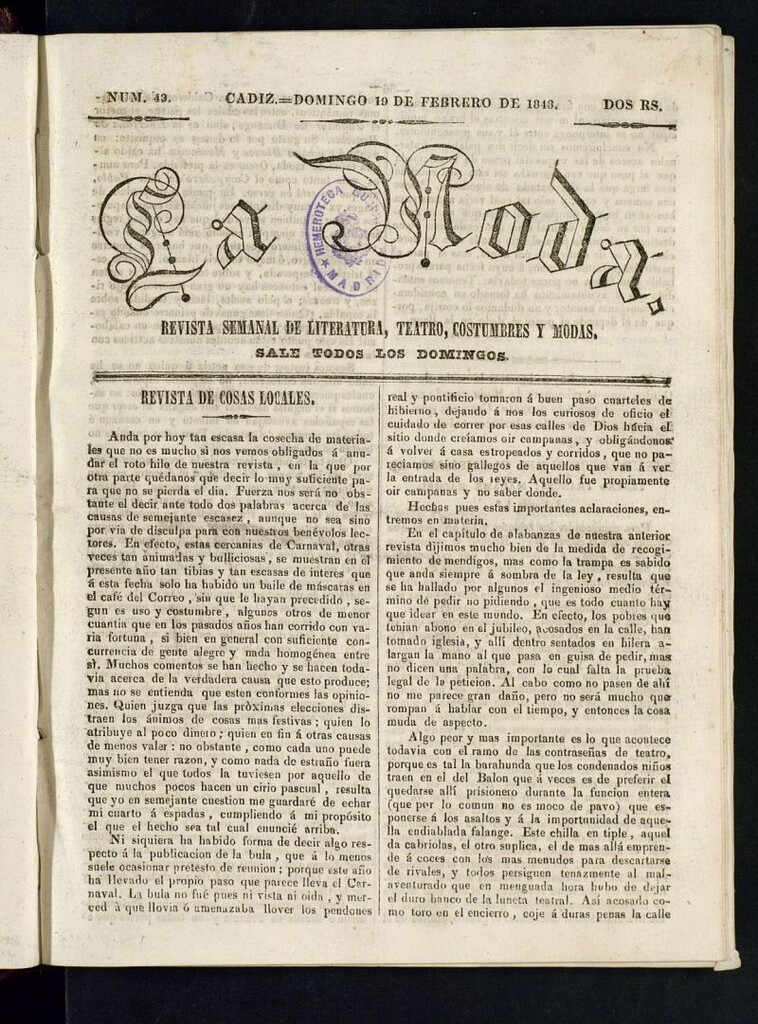 NUM. 49. CADIZ.=DOMINGO 19 DE FEBRERO DE 1843. DOS RS.
La Moda.
HEMEROTECA MADRID
REVISTA SEMANAL DE LITERATURA, TEATRO, COSTUMBRES Y MODAS.
SALE TODOS LOS DOMINGOS.
REVISTA DE COSAS LOCALES.
Anda por hoy tan escasa la cosecha de materia-
les que no es mucho si nos vemos obligados á anu-
dar el roto hilo de nuestra revista, en la que por
otra parte quédanos que decir lo muy suficiente pa-
ra que no se pierda el dia. Fuerza nos será no obs-
tante el decir ante todo dos palabras acerca de las
causas de semejante escasez, aunque no sea sino
por via de disculpa para con nuestros benévolos lec-
tores. En efecto, estas cercanias de Carnaval, otras
veces tan animadas y bulliciosas, se muestran en el
presente año tan tibias y tan escasas de interes que
á esta fecha solo ha habido un baile de máscaras en
el café del Correo, sin que le hayan precedido, se-
gun es uso y costumbre, algunos otros de menor
cuantia que en los pasados años han corrido con va-
ria fortuna, si bien en general con suficiente con-
currencia de gente alegre y nada homogénea entre
sí. Muchos comentos se han hecho y se hacen toda-
via acerca de la verdadera causa que esto produce;
mas no se entienda que esten conformes las opinio-
nes. Quien juzga que las próximas elecciones dis-
traen los ánimos de cosas mas festivas; quien lo
atribuye al poco dinero; quien en fin á otras causas
de menos valer: no obstante, como cada uno puede
muy bien tener razon, y como nada de estraño fuera
asimismo el que todos la tuviesen por aquello de
que muchos pocos hacen un cirio pascual, resulta
que yo en semejante cuestion me guardaré de echar
mi cuarto á espadas, cumpliendo á mi propósito
el que el hecho sea tal cual enuncié arriba.
Ni siquiera ha habido forma de decir algo res-
pecto á la publicacion de la bula, que á lo menos
suele ocasionar pretesto de reunion; porque este año
ha llevado el propio paso que parece lleva el Car-
naval. La bula no fué pues ni vista ni oida, y mer-
ced á que llovia ó amenazaba llover los pendones
real y pontificio tomaron á buen paso cuarteles de
hibierno, dejando á nos los curiosos de oficio el
cuidado de correr por esas calles de Dios hácia el
sitio donde creíamos oir campanas, y obligándonos
á volver á casa estropeados y corridos, que no pa-
reciamos sino gallegos de aquellos que van á ver
la entrada de los reyes. Aquello fue propiamente
oir campanas y no saber donde.
Hechas pues estas importantes aclaraciones, en-
tremos en materia.
En el capítulo de alabanzas de nuestra anterior
revista dijimos mucho bien de la medida de recogi-
miento de mendigos, mas como la trampa es sabido
que anda siempre á sombra de la ley, resulta que
se ha hallado por algunos el ingenioso medio tér-
mino de pedir no pidiendo, que es todo cuanto hay
que idear en este mundo. En efecto, los pobres que
tenian abono en el jubileo, acosados en la calle, han
tomado iglesia, y allí dentro sentados en hilera a-
largan la mano al que pasa en guisa de pedir, mas
no dicen una palabra, con lo cual falta la prueba
legal de la peticion. Al cabo como no pasen de ahí
no me parece gran daño, pero no será mucho que
rompan á hablar con el tiempo, y entonces la cosa
muda de aspecto.
Algo peor y mas importante es lo que acontece
todavia con el ramo de las contraseñas de teatro,
porque es tal la barahunda que los condenados niños
traen en el del Balon que á veces es de preferir el
quedarse allí prisionero durante la funcion entera
(que por lo comun no es moco de pavo) que es-
ponerse á los asaltos y á la importunidad de aque-
lla endiablada falange. Este chilla en tiple, aquel
da cabriolas, el otro suplica, el de mas allá empren-
de á coces con los mas menudos para descartarse
de rivales, y todos persiguen tenazmente al mal-
aventurado que en menguada hora hubo de dejar
el duro banco de la luneta teatral. Así acosado co-
mo toro en el encierro, coje á duras penas la calle